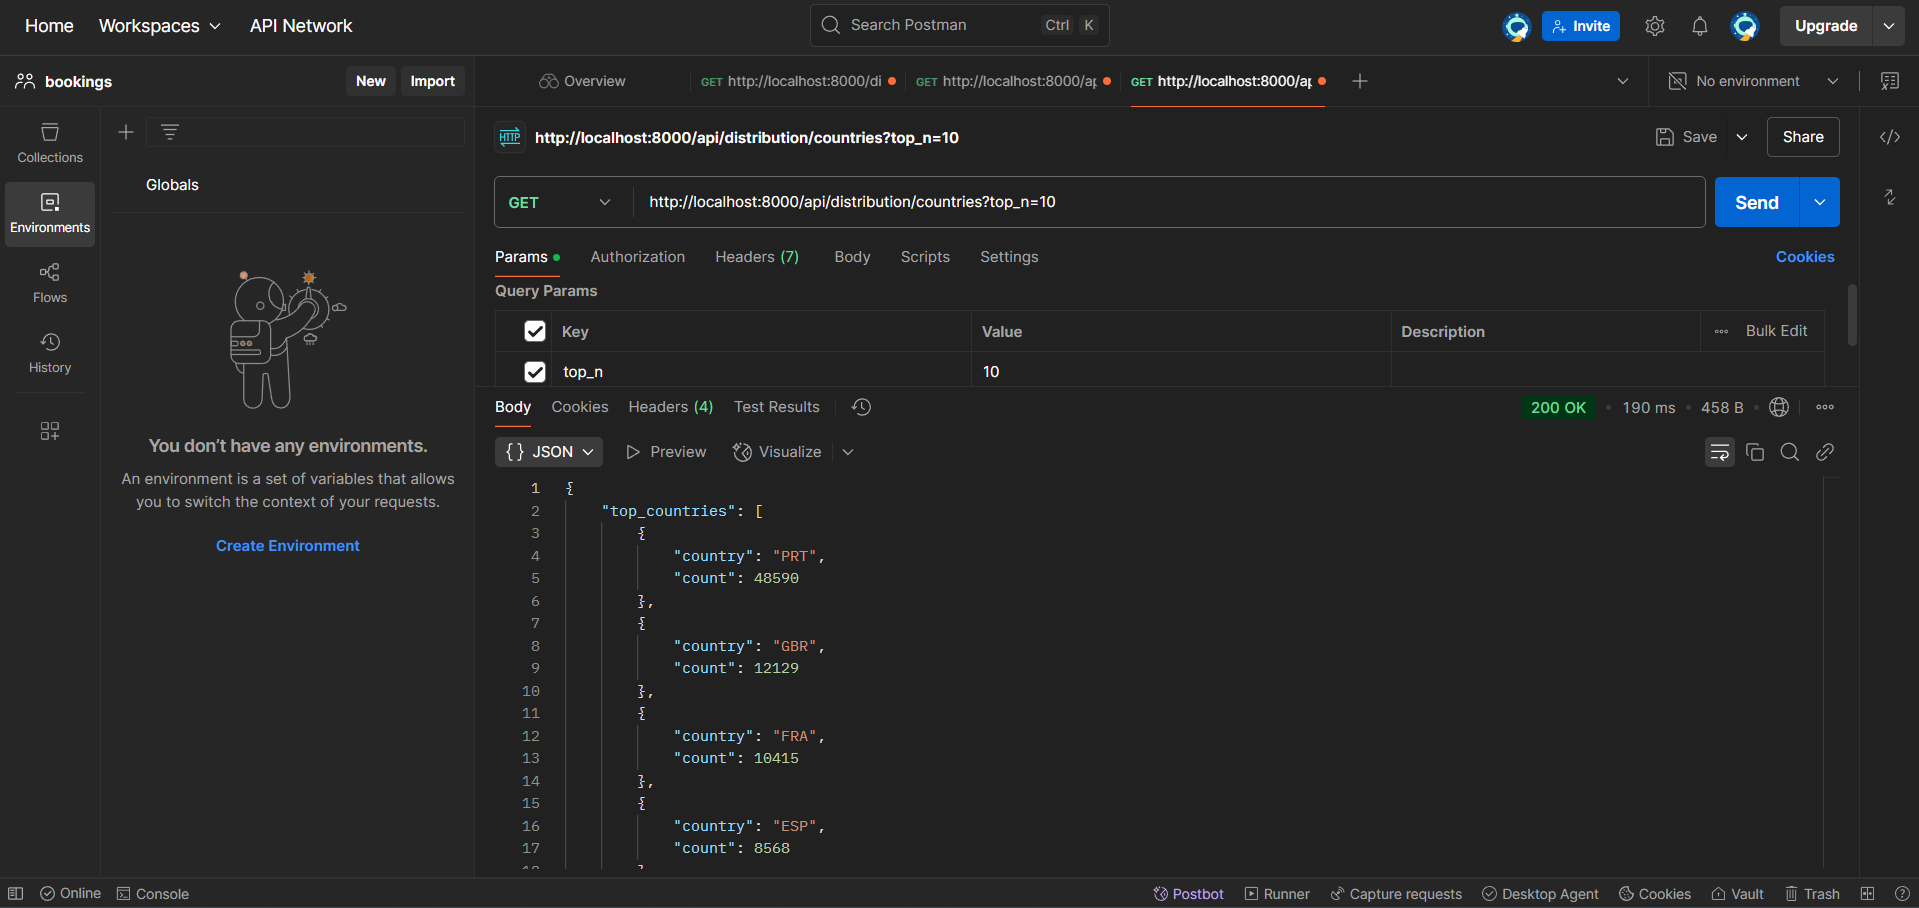 Home Workspaces API Network Search Postman Ctrl K Invite Upgrade
bookings New Import Overview GET http://localhost:8000/di GET http://localhost:8000/ap GET http://localhost:8000/ap No environment
Collections
Environments
Flows
History
Globals
You don't have any environments.
An environment is a set of variables that allows
you to switch the context of your requests.
Create Environment
HTTP http://localhost:8000/api/distribution/countries?top_n=10 Save Share
GET http://localhost:8000/api/distribution/countries?top_n=10 Send
Params Authorization Headers (7) Body Scripts Settings Cookies
Query Params
Key Value Description Bulk Edit
top_n 10
Body Cookies Headers (4) Test Results 200 OK 190 ms 458 B
{} JSON Preview Visualize
1 {
2 "top_countries": [
3 {
4 "country": "PRT",
5 "count": 48590
6 },
7 {
8 "country": "GBR",
9 "count": 12129
10 },
11 {
12 "country": "FRA",
13 "count": 10415
14 },
15 {
16 "country": "ESP",
17 "count": 8568
Online Console Postbot Runner Capture requests Desktop Agent Cookies Vault Trash